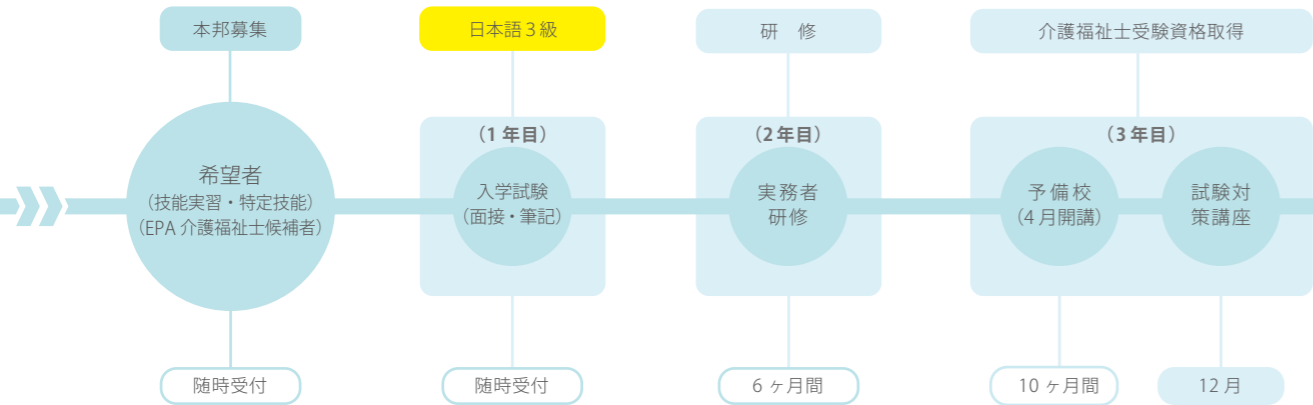 本邦募集
日本語3級
研 修
介護福祉士受験資格取得
希望者
(技能実習・特定技能)
(EPA 介護福祉士候補者)
(1年目)
入学試験
(面接・筆記)
(2年目)
実務者
研修
(3年目)
予備校
(4月開講)
試験対
策講座
随時受付
随時受付
6ヶ月間
10ヶ月間
12月